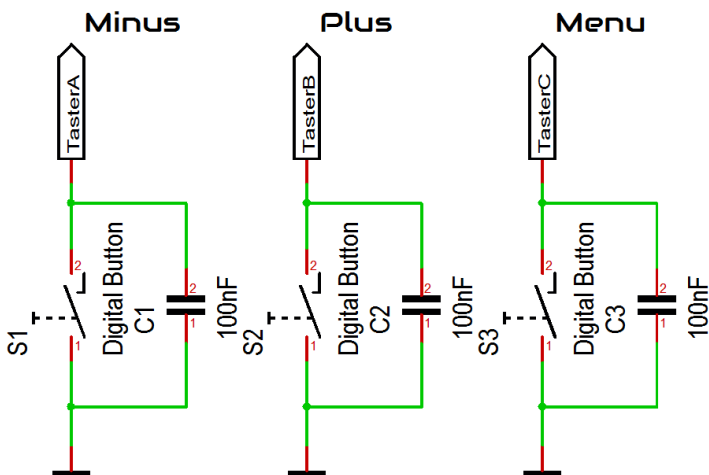 Minus
TasterA
2
1
S1
Digital Button
C1
2
1
100nF
Plus
TasterB
2
1
S2
Digital Button
C2
2
1
100nF
Menu
TasterC
2
1
S3
Digital Button
C3
2
1
100nF